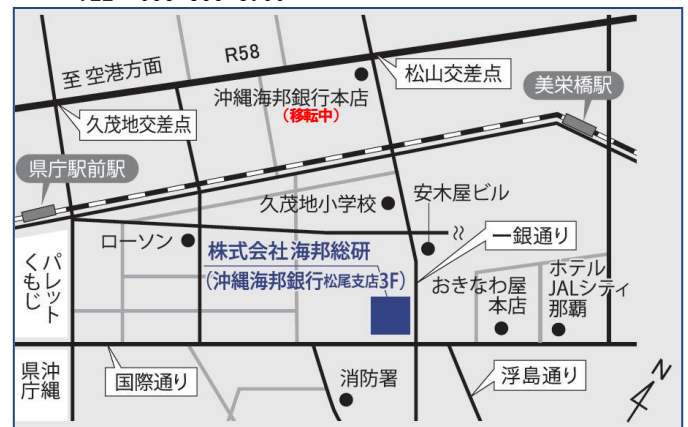 R58
至 空港方面
松山交差点
美栄橋駅
沖縄海邦銀行本店
（移転中）
久茂地交差点
県庁駅前駅
久茂地小学校
安木屋ビル
ローソン
株式会社 海邦総研
（沖縄海邦銀行松尾支店3F）
一銀通り
パレット
くもじ
おきなわ屋
本店
ホテル
JALシティ
那覇
沖縄
県庁
国際通り
消防署
浮島通り
N